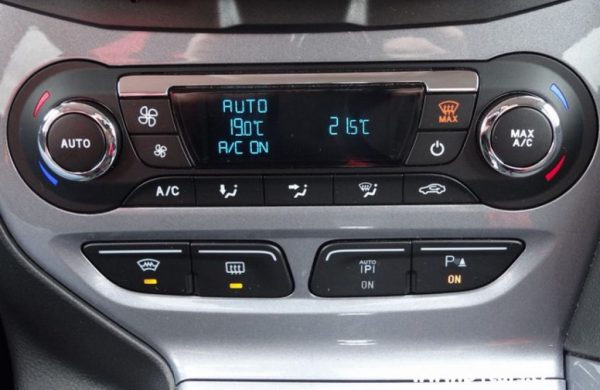 AUTO
19.0°C 21.5°C
A/C ON
MAX
AUTO
MAX
A/C
A/C
AUTO
P
ON
P
ON